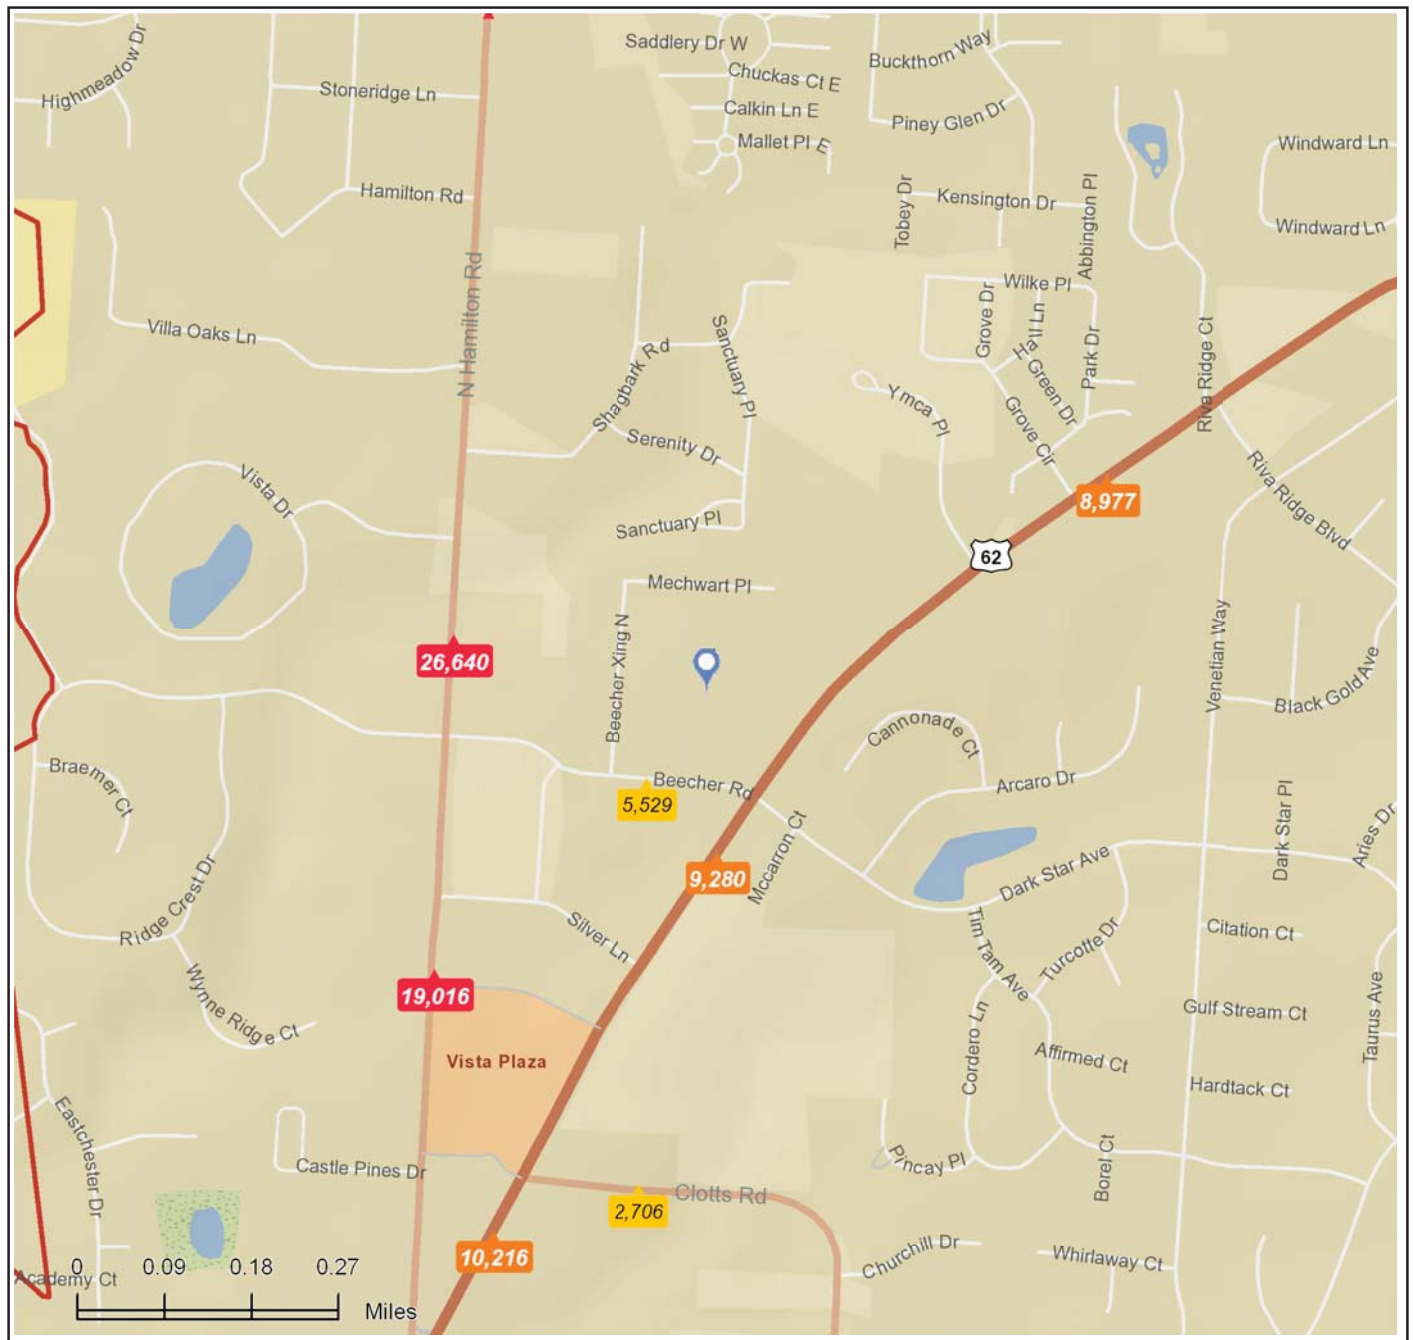 Highmeadow Dr
Stoneridge Ln
Hamilton Rd
Saddlery Dr W
Chuckas Ct E
Calkin Ln E
Mallet Pl E
Buckthorn Way
Piney Glen Dr
Windward Ln
Windward Ln
Tobey Dr
Kensington Dr
Abbington Pl
Wilke Pl
N Hamilton Rd
Villa Oaks Ln
Shagbark Rd
Sanctuary Pl
Grove Dr
Hall Ln
Green Dr
Park Dr
Riva Ridge Ct
Ymca Pl
Grove Cir
Serenity Dr
Vista Dr
Riva Ridge Blvd
8,977
Sanctuary Pl
62
Mechwart Pl
Beecher Xing N
Venetian Way
26,640
Black Gold Ave
Cannonade Ct
Braemer Ct
Beecher Rd
5,529
Arcaro Dr
Dark Star Pl
Aries Dr
Mccarron Ct
9,280
Dark Star Ave
Ridge Crest Dr
Silver Ln
Tim Tam Ave
Turcotte Dr
Citation Ct
19,016
Wynne Ridge Ct
Gulf Stream Ct
Taurus Ave
Vista Plaza
Cordero Ln
Affirmed Ct
Hardtack Ct
Eastchester Dr
Castle Pines Dr
Pincay Pl
Borel Ct
Clotts Rd
2,706
10,216
Churchill Dr
Whirlaway Ct
Academy Ct
0 0.09 0.18 0.27
Miles